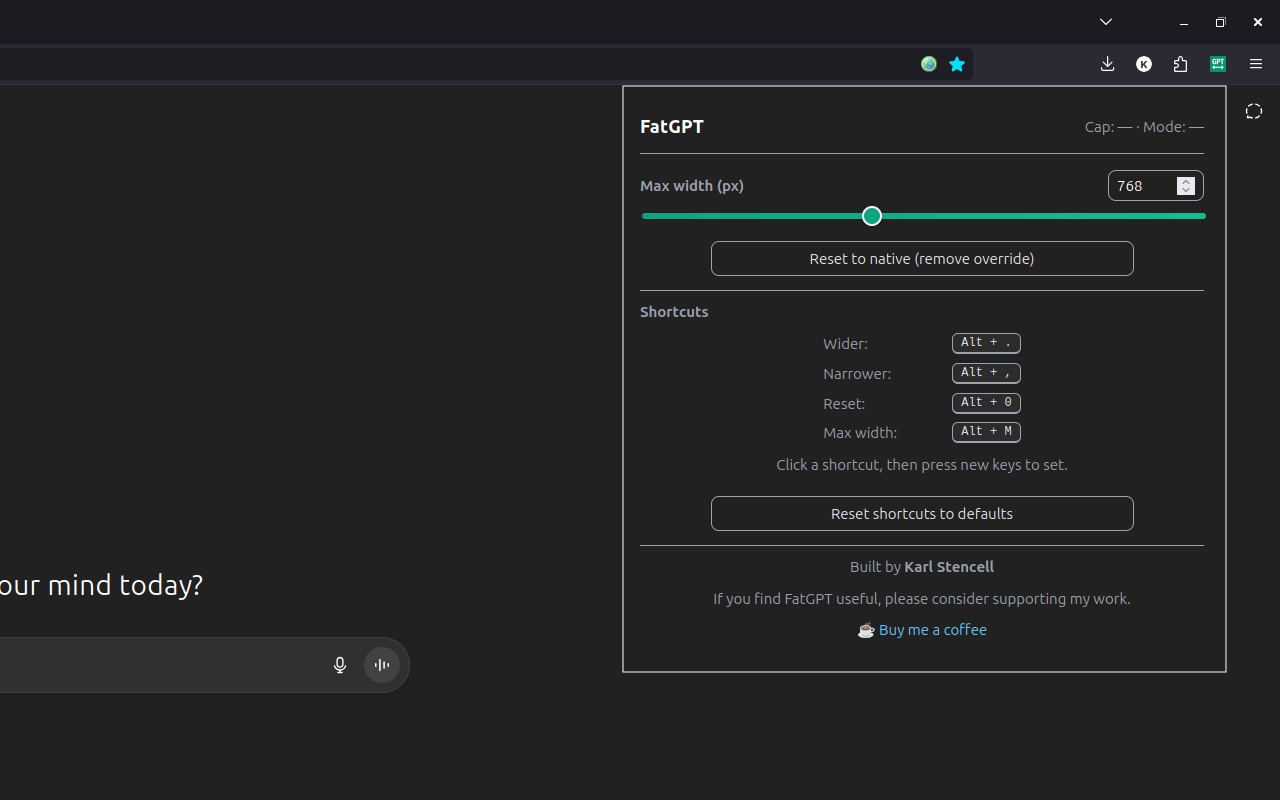 K
GPT
FatGPT
Cap: — · Mode: —
Max width (px)
768
Reset to native (remove override)
Shortcuts
Wider:
Alt + .
Narrower:
Alt + ,
Reset:
Alt + 0
Max width:
Alt + M
Click a shortcut, then press new keys to set.
Reset shortcuts to defaults
Built by Karl Stencell
If you find FatGPT useful, please consider supporting my work.
Buy me a coffee
our mind today?